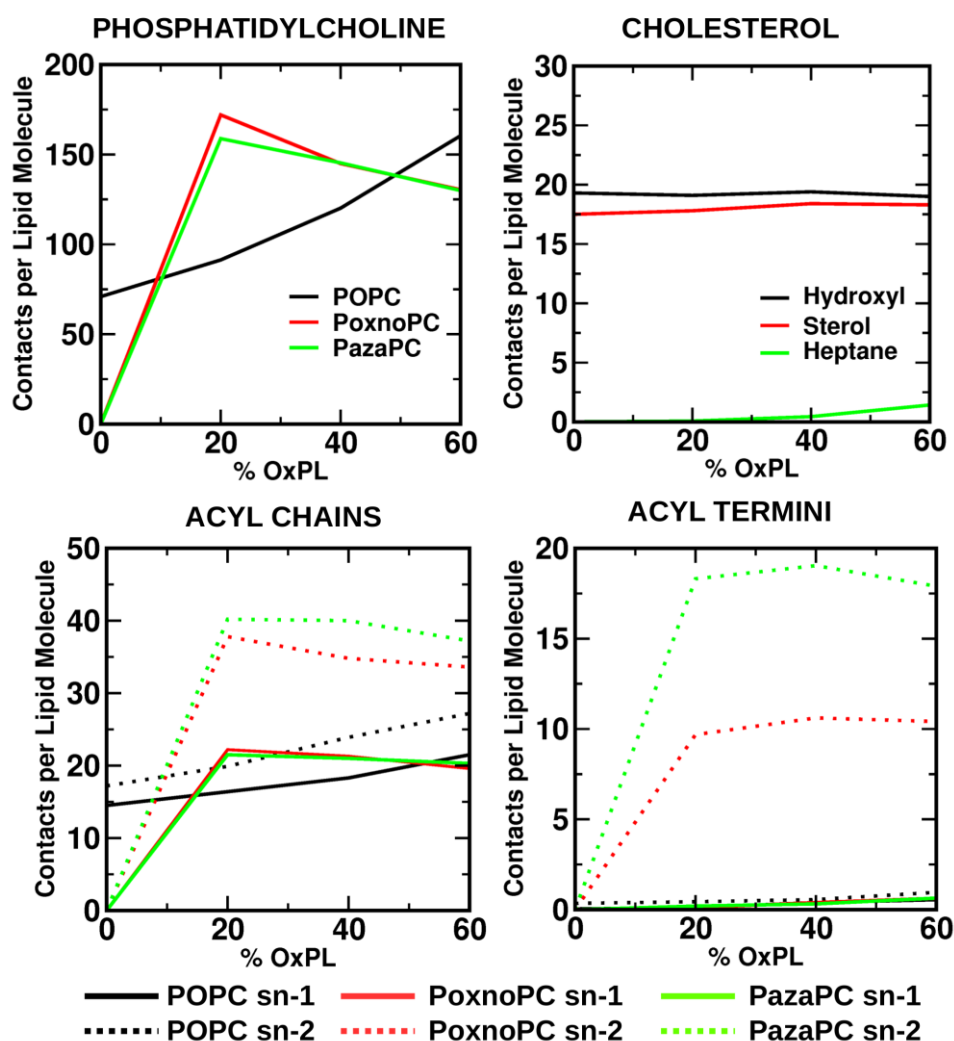 PHOSPHATIDYLCHOLINE
Contacts per Lipid Molecule
200
150
100
50
0
POPC
PoxnoPC
PazaPC
0 20 40 60
% OxPL
CHOLESTEROL
Contacts per Lipid Molecule
30
25
20
15
10
5
0
Hydroxyl
Sterol
Heptane
0 20 40 60
% OxPL
ACYL CHAINS
Contacts per Lipid Molecule
50
40
30
20
10
0
0 20 40 60
ACYL TERMINI
Contacts per Lipid Molecule
20
15
10
5
0
0 20 40 60
POPC sn-1 PoxnoPC sn-1 PazaPC sn-1
POPC sn-2 PoxnoPC sn-2 PazaPC sn-2